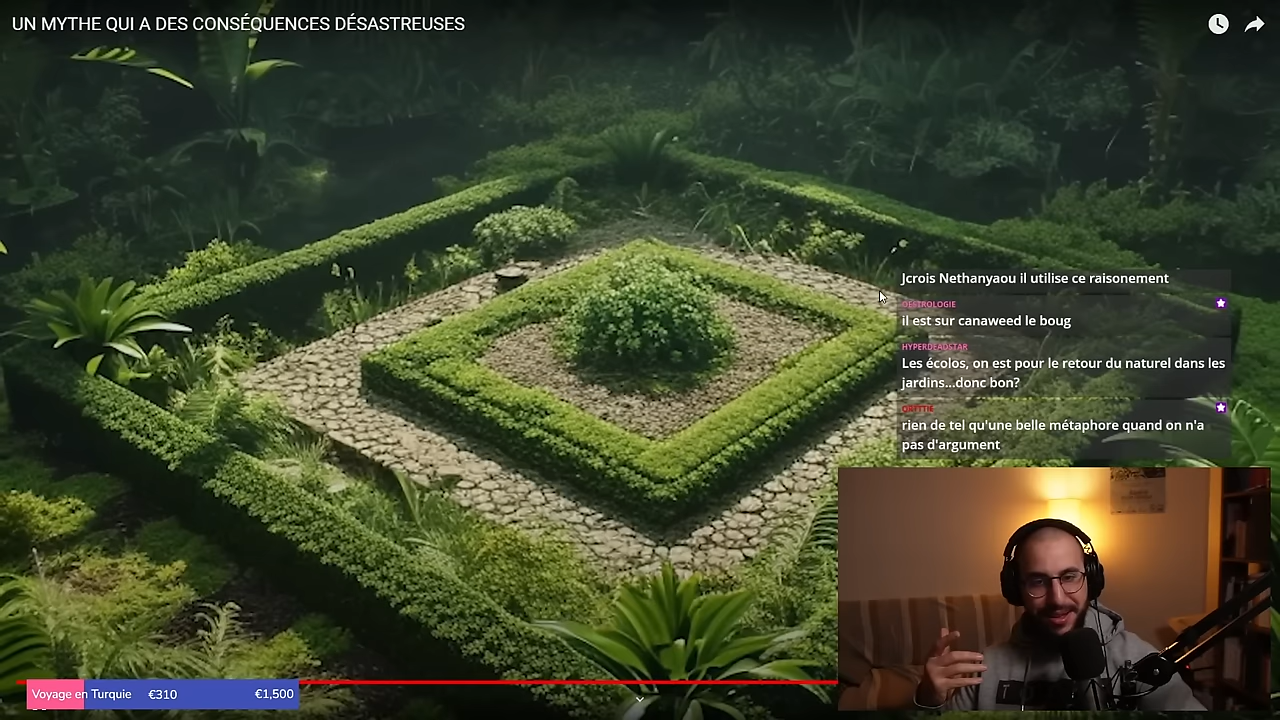 UN MYTHE QUI A DES CONSÉQUENCES DÉSASTREUSES
Jcrois Nethanyaou il utilise ce raisonement
il est sur canaweed le boug
HYPERDEADSTAR
Les écolos, on est pour le retour du naturel dans les
jardins...donc bon?
rien de tel qu'une belle métaphore quand on n'a
pas d'argument
Voyage en Turquie €310 €1,500